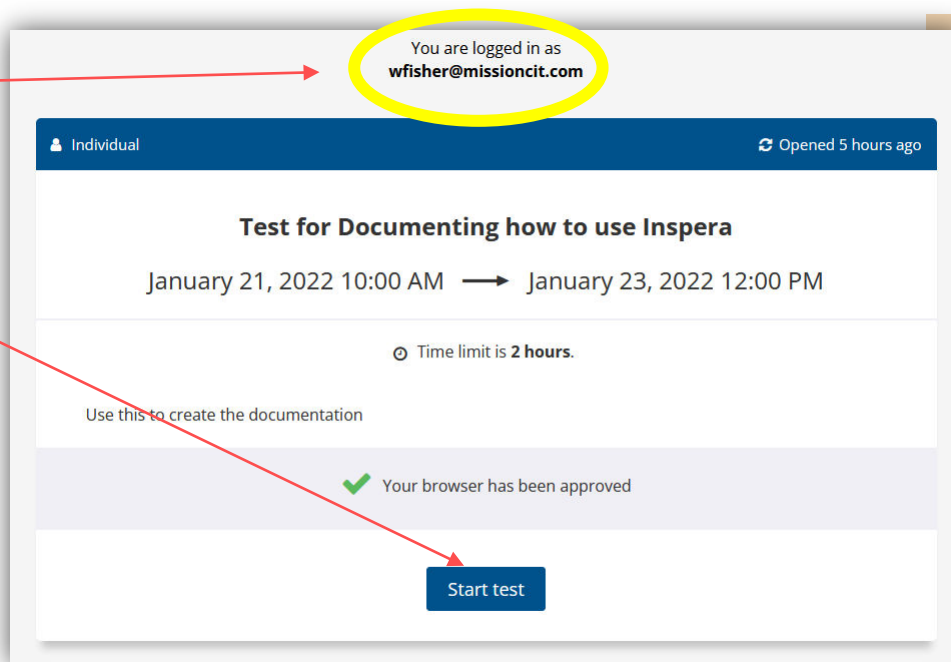 You are logged in as
wfisher@missioncit.com
Individual
Opened 5 hours ago
Test for Documenting how to use Inspera
January 21, 2022 10:00 AM → January 23, 2022 12:00 PM
Time limit is 2 hours.
Use this to create the documentation
Your browser has been approved
Start test